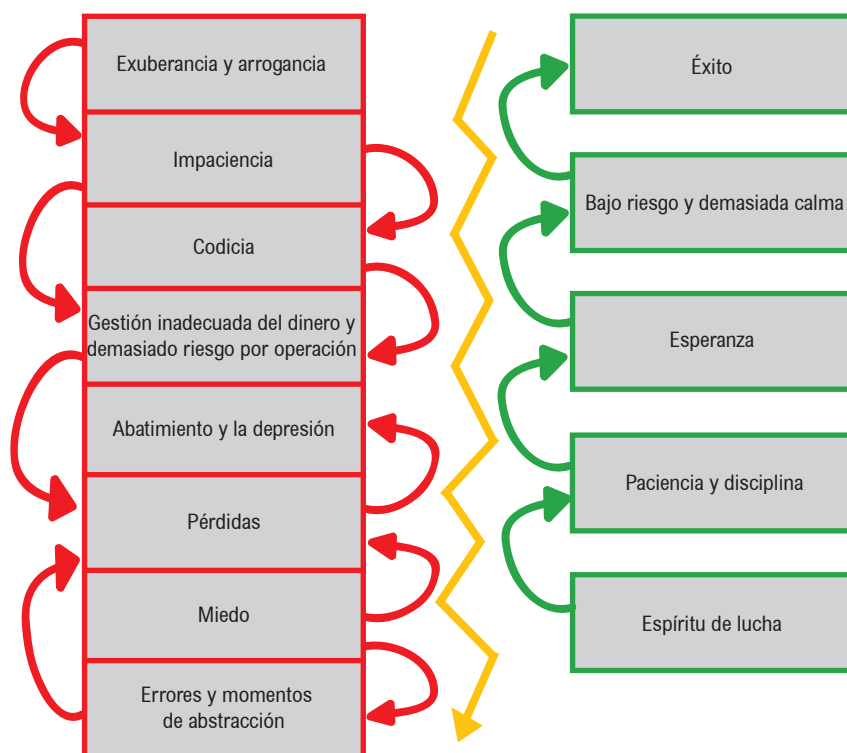 Exuberancia y arrogancia
Impaciencia
Codicia
Gestión inadecuada del dinero y
demasiado riesgo por operación
Abatimiento y la depresión
Pérdidas
Miedo
Errores y momentos
de abstracción
Éxito
Bajo riesgo y demasiada calma
Esperanza
Paciencia y disciplina
Espíritu de lucha